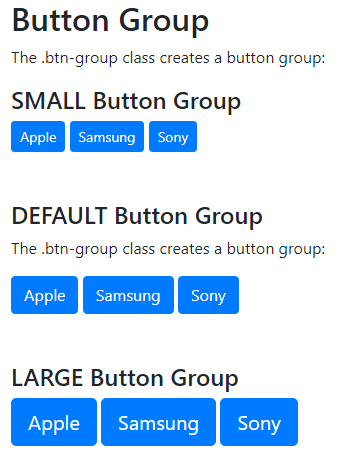 Button Group
The .btn-group class creates a button group:
SMALL Button Group
Apple Samsung Sony
DEFAULT Button Group
The .btn-group class creates a button group:
Apple Samsung Sony
LARGE Button Group
Apple Samsung Sony